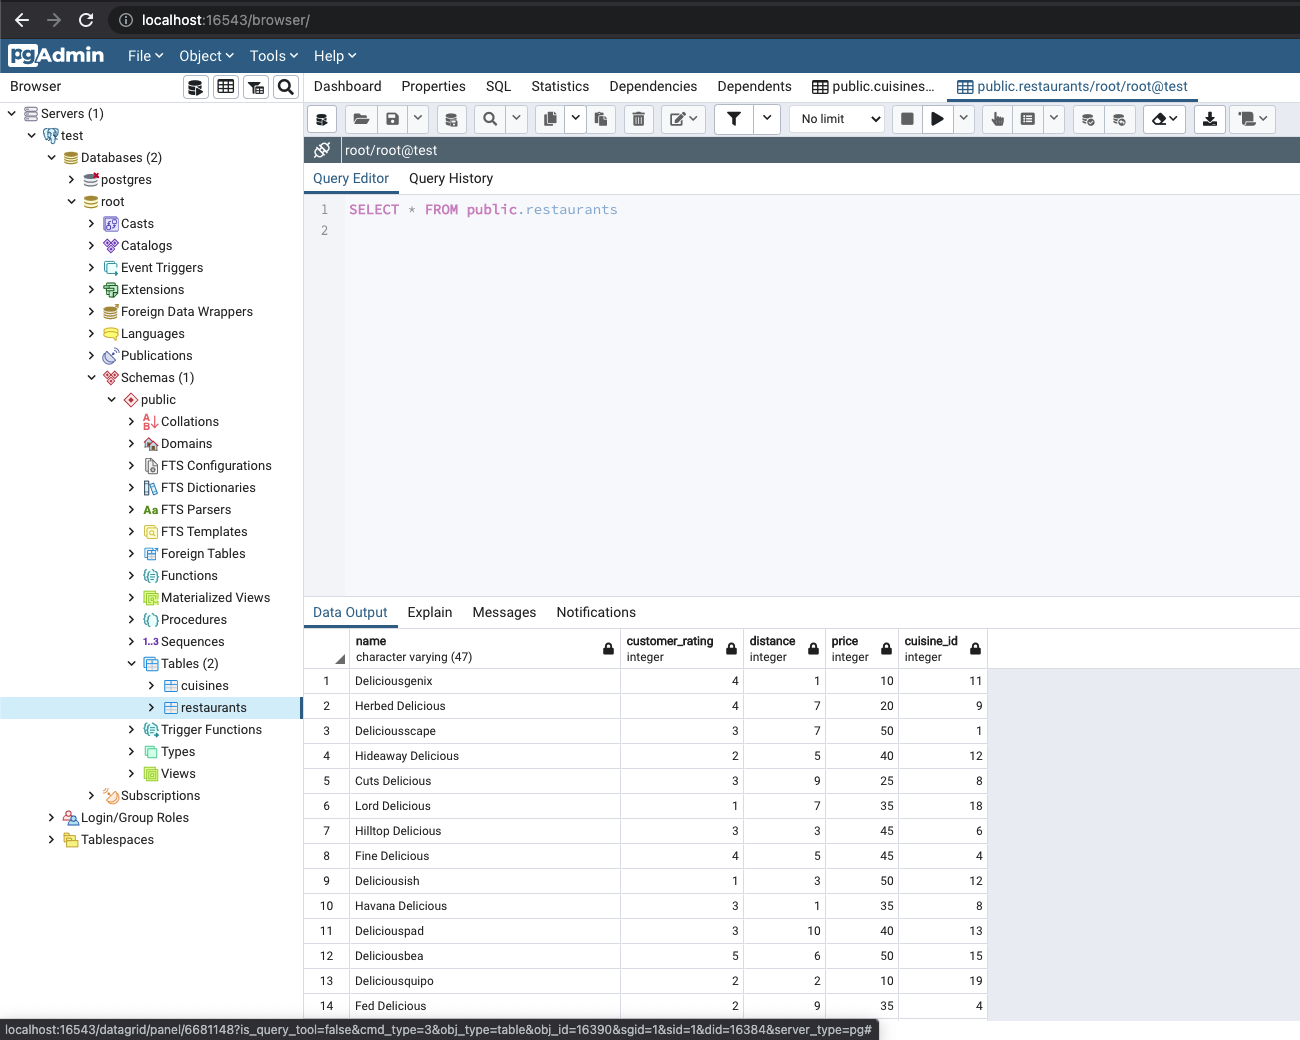 localhost:16543/browser/
pgAdmin File Object Tools Help
Browser
Dashboard Properties SQL Statistics Dependencies Dependents public.cuisines... public.restaurants/root/root@test
No limit
root/root@test
Query Editor Query History
1 SELECT * FROM public.restaurants
2
Servers (1)
test
Databases (2)
postgres
root
Casts
Catalogs
Event Triggers
Extensions
Foreign Data Wrappers
Languages
Publications
Schemas (1)
public
Collations
Domains
FTS Configurations
FTS Dictionaries
Aa FTS Parsers
FTS Templates
Foreign Tables
Functions
Materialized Views
Procedures
1..3 Sequences
Tables (2)
cuisines
restaurants
Trigger Functions
Types
Views
Subscriptions
Login/Group Roles
Tablespaces
Data Output Explain Messages Notifications
name customer_rating distance price cuisine_id
character varying (47) integer integer integer integer
1 Deliciousgenix 4 1 10 11
2 Herbed Delicious 4 7 20 9
3 Deliciousscape 3 7 50 1
4 Hideaway Delicious 2 5 40 12
5 Cuts Delicious 3 9 25 8
6 Lord Delicious 1 7 35 18
7 Hilltop Delicious 3 3 45 6
8 Fine Delicious 4 5 45 4
9 Deliciousish 1 3 50 12
10 Havana Delicious 3 1 35 8
11 Deliciouspad 3 10 40 13
12 Deliciousbea 5 6 50 15
13 Deliciousquipo 2 2 10 19
14 Fed Delicious 2 9 35 4
localhost:16543/datagrid/panel/6681148?is_query_tool=false&cmd_type=3&obj_type=table&obj_id=16390&sgid=1&sid=1&did=16384&server_type=pg#